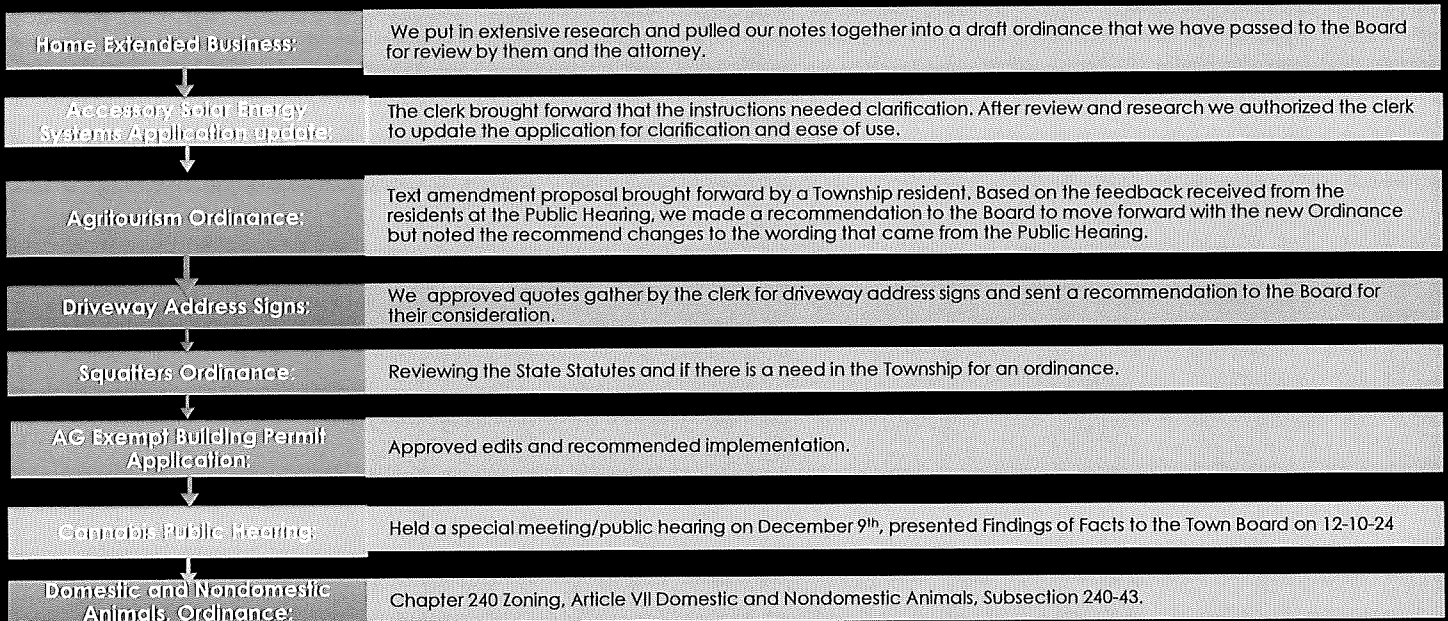 Home Extended Business:
We put in extensive research and pulled our notes together into a draft ordinance that we have passed to the Board
for review by them and the attorney.
Accessory Solar Energy
Systems Application update:
The clerk brought forward that the instructions needed clarification. After review and research we authorized the clerk
to update the application for clarification and ease of use.
Agritourism Ordinance:
Text amendment proposal brought forward by a Township resident. Based on the feedback received from the
residents at the Public Hearing, we made a recommendation to the Board to move forward with the new Ordinance
but noted the recommend changes to the wording that came from the Public Hearing.
Driveway Address Signs:
We approved quotes gather by the clerk for driveway address signs and sent a recommendation to the Board for
their consideration.
Squatters Ordinance:
Reviewing the State Statutes and if there is a need in the Township for an ordinance.
AG Exempt Building Permit
Application:
Approved edits and recommended implementation.
Cannabis Public Hearing:
Held a special meeting/public hearing on December 9th, presented Findings of Facts to the Town Board on 12-10-24
Domestic and Nondomestic
Animals, Ordinance:
Chapter 240 Zoning, Article VII Domestic and Nondomestic Animals, Subsection 240-43.